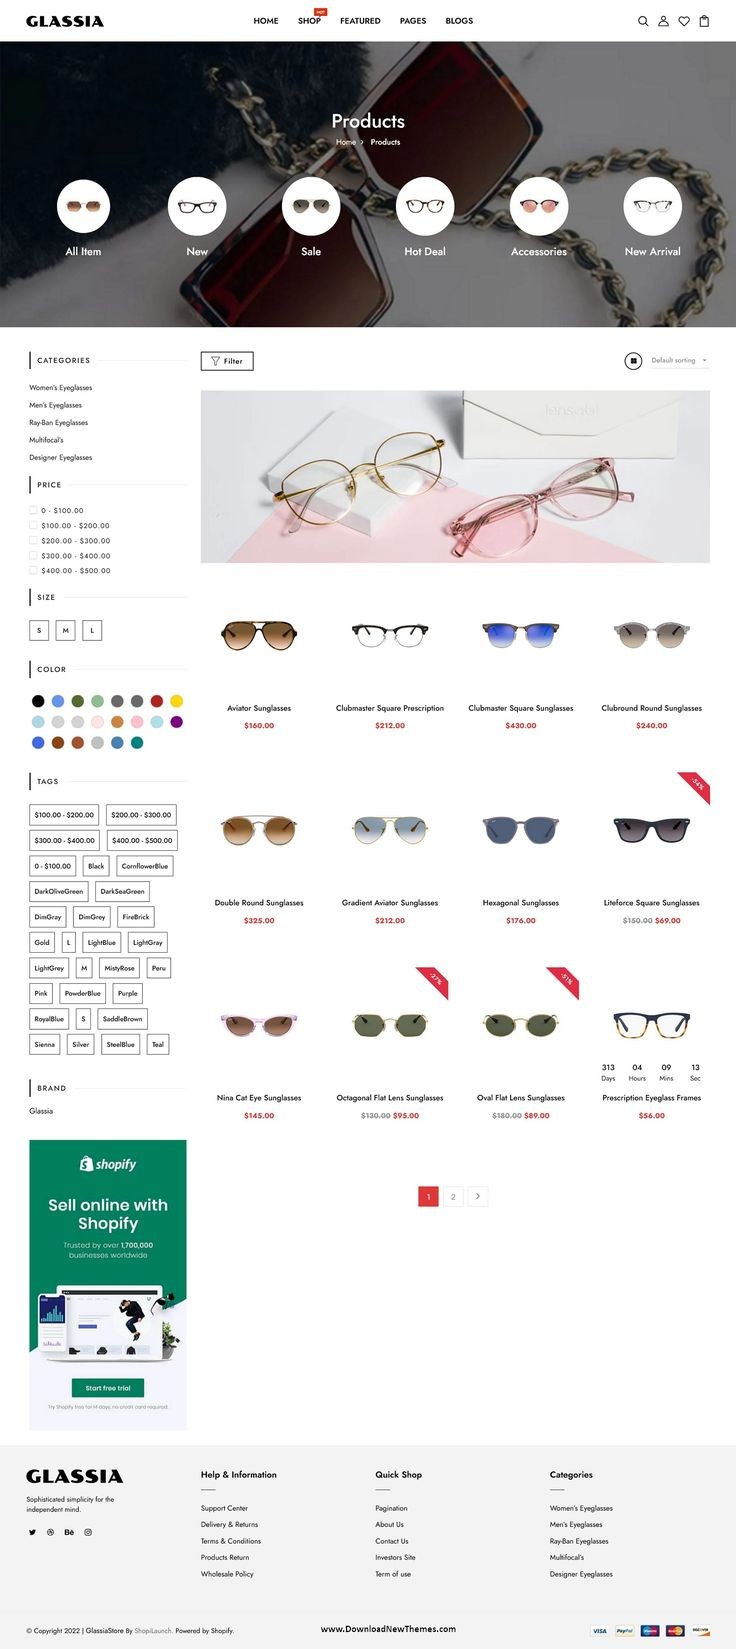 GLASSIA
HOME SHOP FEATURED PAGES BLOGS
HOT
Products
Home > Products
All Item New Sale Hot Deal Accessories New Arrival
CATEGORIES
Women's Eyeglasses
Men's Eyeglasses
Ray-Ban Eyeglasses
Multifocal's
Designer Eyeglasses
PRICE
0 - $100.00
$100.00 - $200.00
$200.00 - $300.00
$300.00 - $400.00
$400.00 - $500.00
SIZE
S M L
COLOR
TAGS
$100.00 - $200.00 $200.00 - $300.00
$300.00 - $400.00 $400.00 - $500.00
0 - $100.00 Black CornflowerBlue
DarkOliveGreen DarkSeaGreen
DimGray DimGrey FireBrick
Gold L LightBlue LightGray
LightGrey M MistyRose Peru
Pink PowderBlue Purple
RoyalBlue S SaddleBrown
Sienna Silver SteelBlue Teal
BRAND
Glassia
shopify
Sell online with
Shopify
Trusted by over 1,700,000
businesses worldwide
Start free trial
Try Shopify free for 14 days, no credit card required.
Filter
Default sorting
Aviator Sunglasses Clubmaster Square Prescription Clubmaster Square Sunglasses Clubround Round Sunglasses
$160.00 $212.00 $430.00 $240.00
-54%
Double Round Sunglasses Gradient Aviator Sunglasses Hexagonal Sunglasses Liteforce Square Sunglasses
$325.00 $212.00 $176.00 $150.00 $69.00
-27% -51%
313 04 09 13
Days Hours Mins Sec
Nina Cat Eye Sunglasses Octagonal Flat Lens Sunglasses Oval Flat Lens Sunglasses Prescription Eyeglass Frames
$145.00 $130.00 $95.00 $180.00 $89.00 $56.00
1 2 >
GLASSIA
Sophisticated simplicity for the
independent mind.
Bē
Help & Information
Support Center
Delivery & Returns
Terms & Conditions
Products Return
Wholesale Policy
Quick Shop
Pagination
About Us
Contact Us
Investors Site
Term of use
Categories
Women's Eyeglasses
Men's Eyeglasses
Ray-Ban Eyeglasses
Multifocal's
Designer Eyeglasses
© Copyright 2022 | GlassiaStore By ShopiLaunch. Powered by Shopify.
www.DownloadNewThemes.com
VISA PayPal DISCOVER